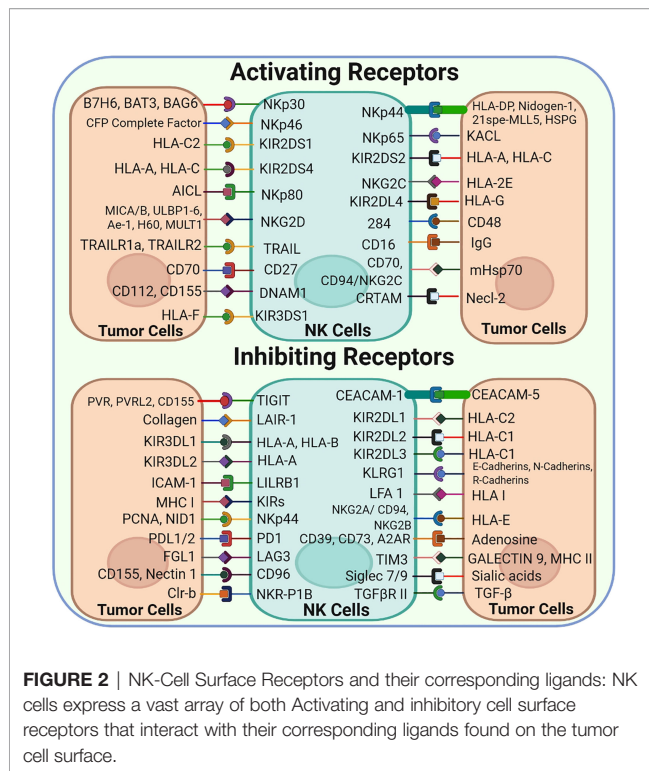 Activating Receptors
B7H6, BAT3, BAG6
CFP Complete Factor
HLA-C2
HLA-A, HLA-C
AICL
MICA/B, ULBP1-6,
Ae-1, H60, MULT1
TRAILR1a, TRAILR2
CD70
CD112, CD155
HLA-F
Tumor Cells
NKp30
NKp46
KIR2DS1
KIR2DS4
NKp80
NKG2D
TRAIL
CD27
DNAM1
KIR3DS1
NKp44
NKp65
KIR2DS2
NKG2C
KIR2DL4
284
CD16
CD70,
CD94/NKG2C
CRTAM
NK Cells
HLA-DP, Nidogen-1,
21spe-MLL5, HSPG
KACL
HLA-A, HLA-C
HLA-2E
HLA-G
CD48
IgG
mHsp70
Necl-2
Tumor Cells
Inhibiting Receptors
PVR, PVRL2, CD155
Collagen
KIR3DL1
KIR3DL2
ICAM-1
MHC I
PCNA, NID1
PDL1/2
FGL1
CD155, Nectin 1
Clr-b
Tumor Cells
TIGIT
LAIR-1
HLA-A, HLA-B
HLA-A
LILRB1
KIRs
NKp44
PD1
LAG3
CD96
NKR-P1B
CEACAM-1
KIR2DL1
KIR2DL2
KIR2DL3
KLRG1
LFA 1
NKG2A/ CD94,
NKG2B
CD39, CD73, A2AR
TIM3
Siglec 7/9
TGFβR II
NK Cells
CEACAM-5
HLA-C2
HLA-C1
HLA-C1
E-Cadherins, N-Cadherins,
R-Cadherins
HLA I
HLA-E
Adenosine
GALECTIN 9, MHC II
Sialic acids
TGF-β
Tumor Cells
FIGURE 2 | NK-Cell Surface Receptors and their corresponding ligands: NK
cells express a vast array of both Activating and inhibitory cell surface
receptors that interact with their corresponding ligands found on the tumor
cell surface.